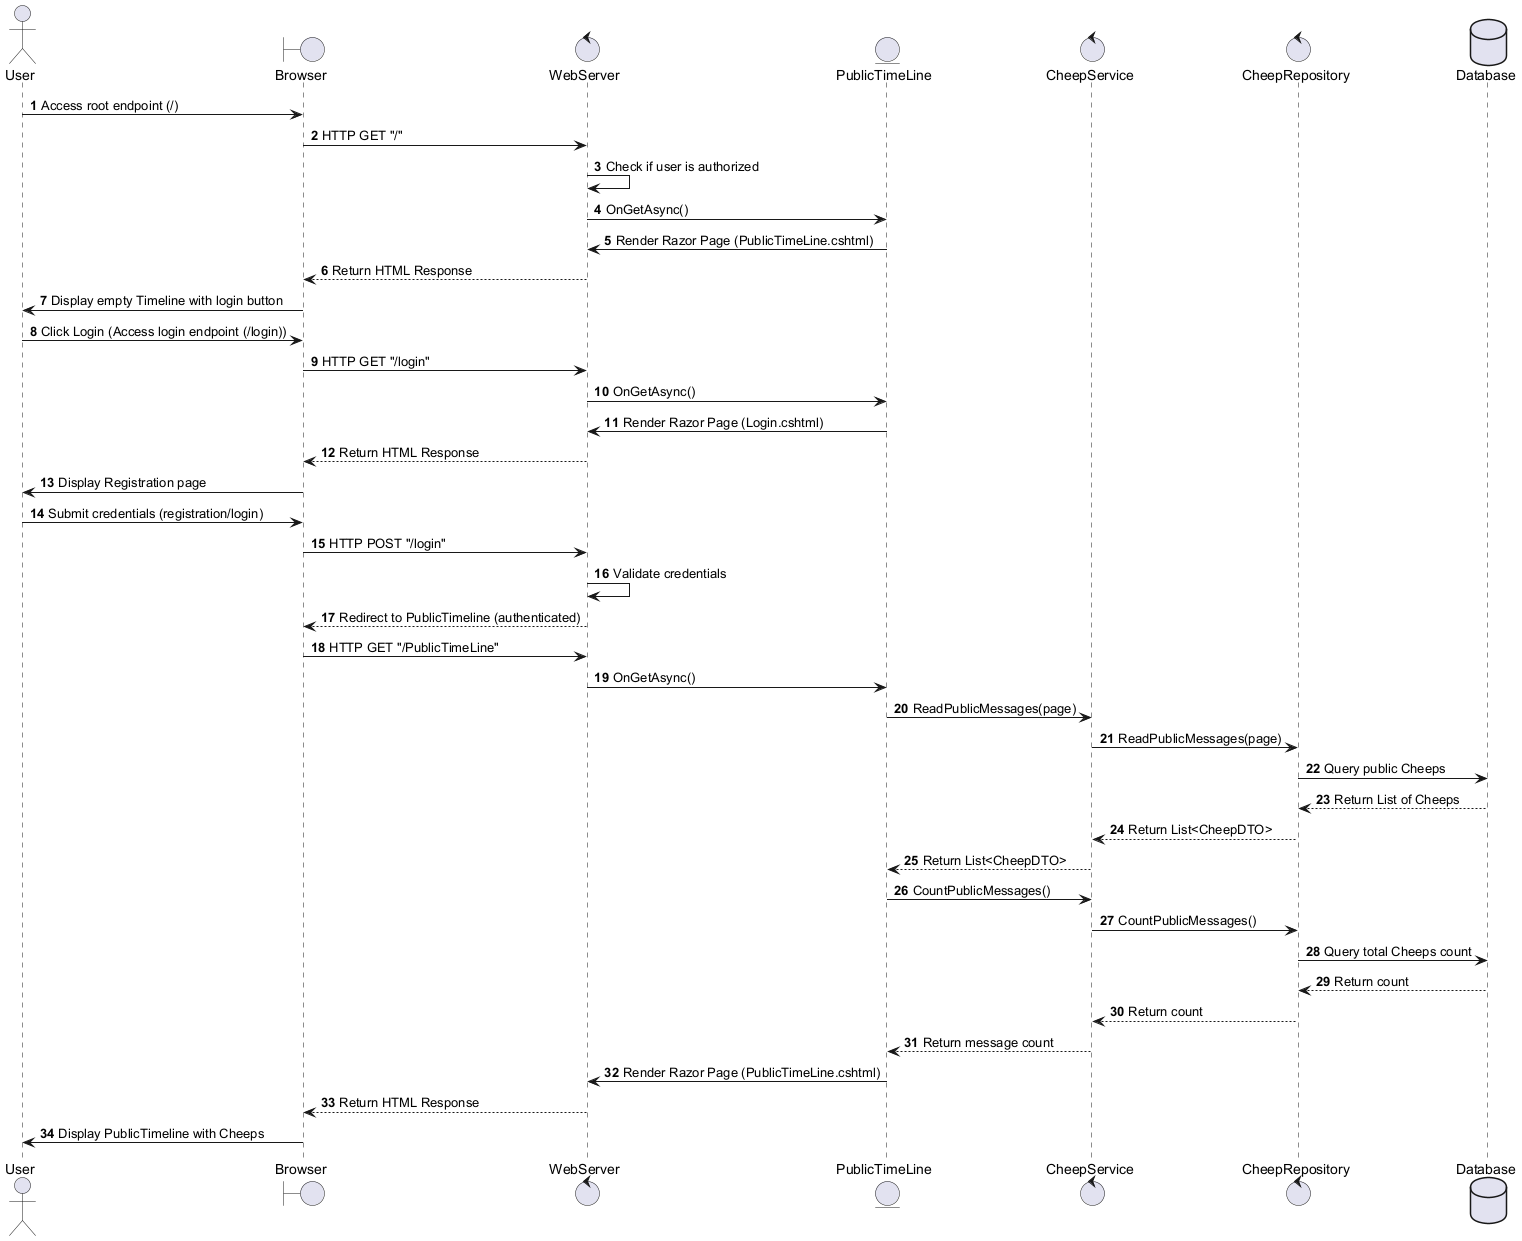 User
Browser
WebServer
PublicTimeLine
CheepService
CheepRepository
Database
1 Access root endpoint (/)
2 HTTP GET "/"
3 Check if user is authorized
4 OnGetAsync()
5 Render Razor Page (PublicTimeLine.cshtml)
6 Return HTML Response
7 Display empty Timeline with login button
8 Click Login (Access login endpoint (/login))
9 HTTP GET "/login"
10 OnGetAsync()
11 Render Razor Page (Login.cshtml)
12 Return HTML Response
13 Display Registration page
14 Submit credentials (registration/login)
15 HTTP POST "/login"
16 Validate credentials
17 Redirect to PublicTimeline (authenticated)
18 HTTP GET "/PublicTimeLine"
19 OnGetAsync()
20 ReadPublicMessages(page)
21 ReadPublicMessages(page)
22 Query public Cheeps
23 Return List of Cheeps
24 Return List<CheepDTO>
25 Return List<CheepDTO>
26 CountPublicMessages()
27 CountPublicMessages()
28 Query total Cheeps count
29 Return count
30 Return count
31 Return message count
32 Render Razor Page (PublicTimeLine.cshtml)
33 Return HTML Response
34 Display PublicTimeline with Cheeps
User
Browser
WebServer
PublicTimeLine
CheepService
CheepRepository
Database